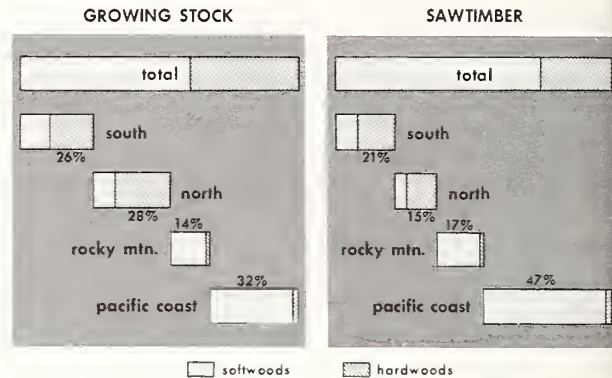 GROWING STOCK
total
south
26%
north
28%
14%
rocky mtn.
32%
pacific coast
SAWTIMBER
total
south
21%
north
15%
17%
rocky mtn.
47%
pacific coast
softwoods
hardwoods